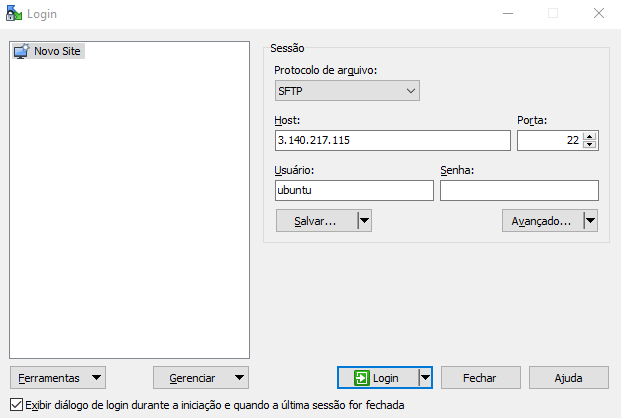 Login
Novo Site
Sessão
Protocolo de arquivo:
SFTP
Host:
Porta:
3.140.217.115
22
Usuário:
Senha:
ubuntu
Salvar...
Avançado...
Ferramentas
Gerenciar
Login
Fechar
Ajuda
Exibir diálogo de login durante a iniciação e quando a última sessão for fechada